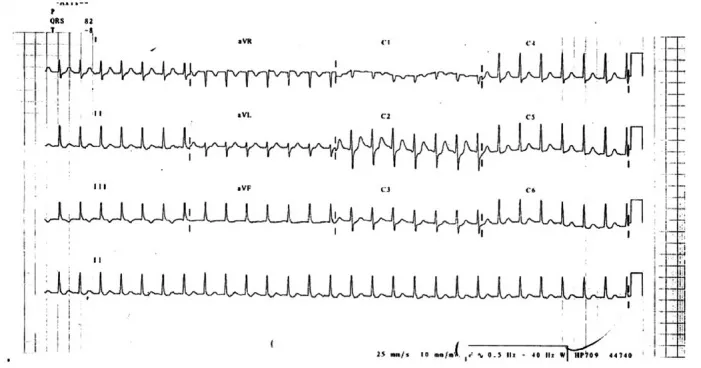 P
QRS 82
T -8
I aVR C1 C4
II aVL C2 C5
III aVF C3 C6
II
25 mm/s 10 mm/mV 0.5 Hz - 40 Hz W HP709 44740